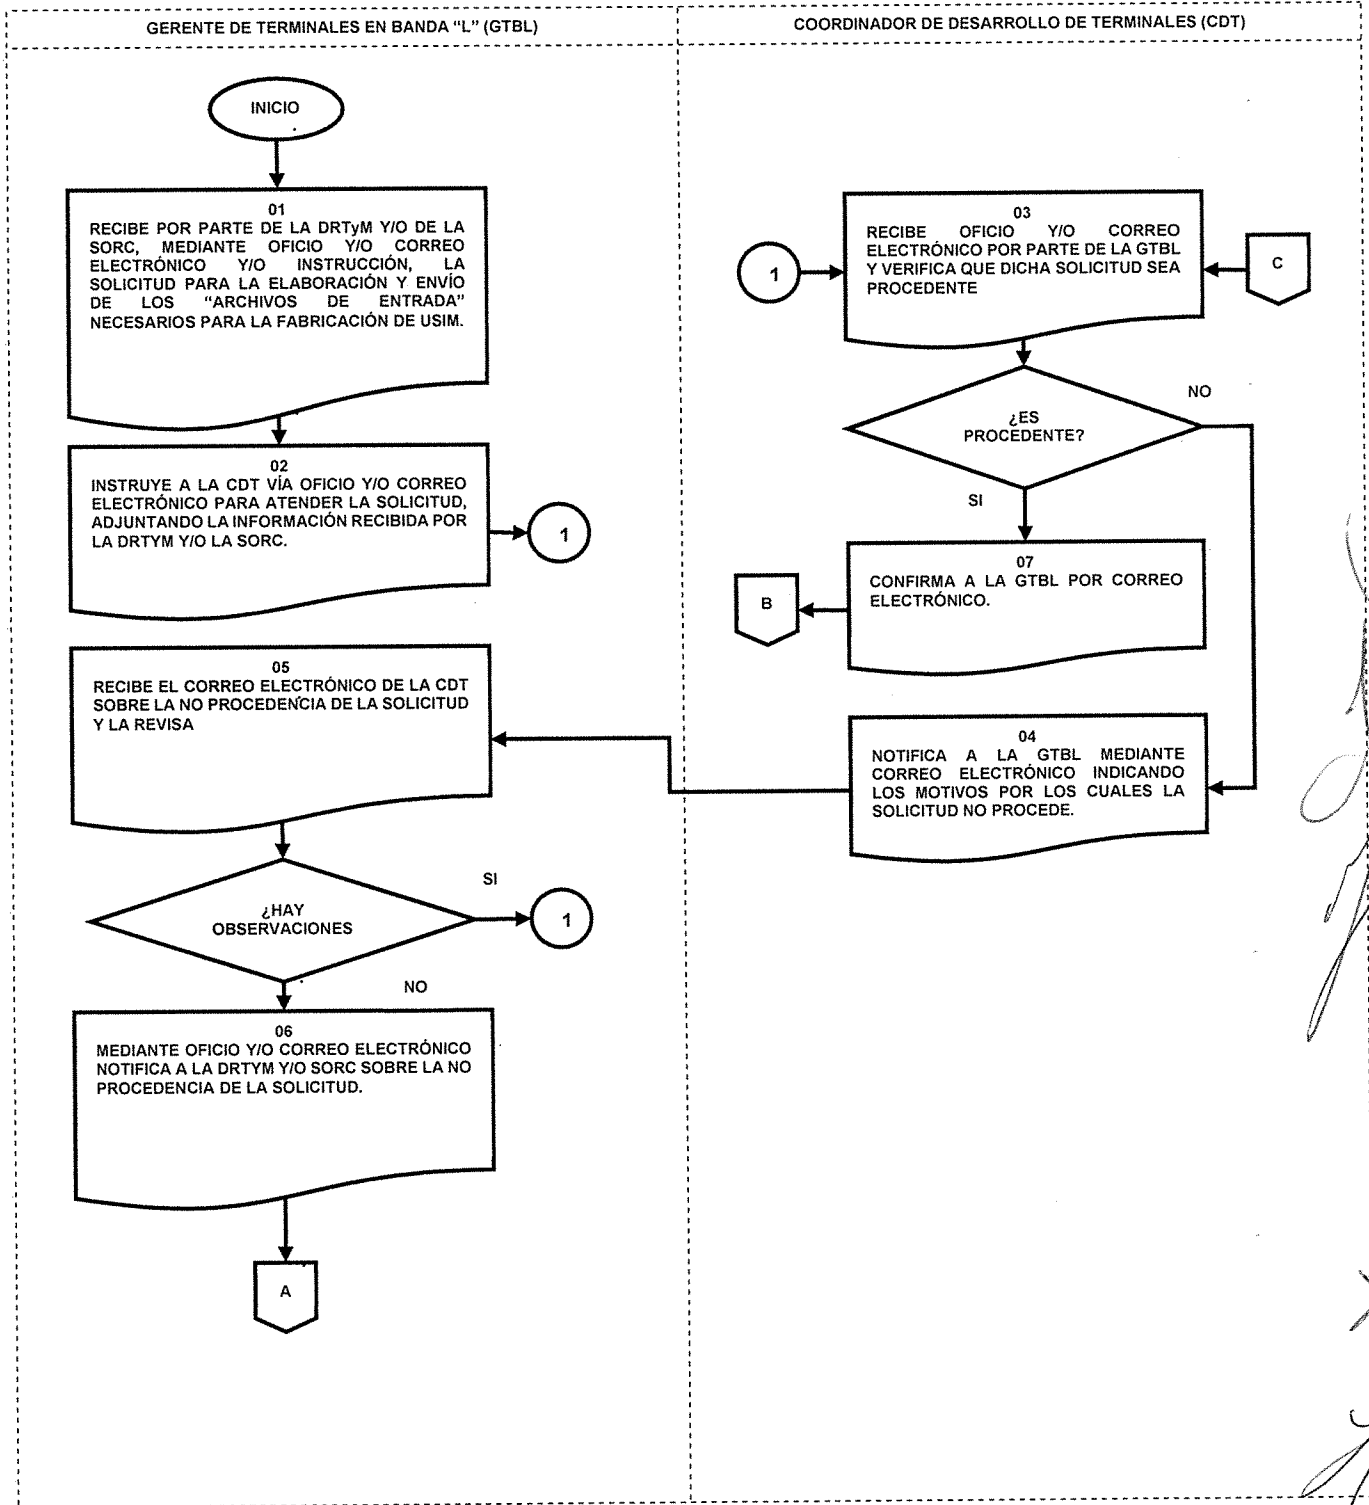 GERENTE DE TERMINALES EN BANDA “L” (GTBL)
COORDINADOR DE DESARROLLO DE TERMINALES (CDT)
INICIO
01
RECIBE POR PARTE DE LA DRTyM Y/O DE LA
SORC, MEDIANTE OFICIO Y/O CORREO
ELECTRÓNICO Y/O INSTRUCCIÓN, LA
SOLICITUD PARA LA ELABORACIÓN Y ENVÍO
DE LOS “ARCHIVOS DE ENTRADA”
NECESARIOS PARA LA FABRICACIÓN DE USIM.
02
INSTRUYE A LA CDT VÍA OFICIO Y/O CORREO
ELECTRÓNICO PARA ATENDER LA SOLICITUD,
ADJUNTANDO LA INFORMACIÓN RECIBIDA POR
LA DRTYM Y/O LA SORC.
1
05
RECIBE EL CORREO ELECTRÓNICO DE LA CDT
SOBRE LA NO PROCEDENCIA DE LA SOLICITUD
Y LA REVISA
¿HAY
OBSERVACIONES
SI
1
NO
06
MEDIANTE OFICIO Y/O CORREO ELECTRÓNICO
NOTIFICA A LA DRTYM Y/O SORC SOBRE LA NO
PROCEDENCIA DE LA SOLICITUD.
A
1
03
RECIBE OFICIO Y/O CORREO
ELECTRÓNICO POR PARTE DE LA GTBL
Y VERIFICA QUE DICHA SOLICITUD SEA
PROCEDENTE
C
¿ES
PROCEDENTE?
NO
SI
07
CONFIRMA A LA GTBL POR CORREO
ELECTRÓNICO.
B
04
NOTIFICA A LA GTBL MEDIANTE
CORREO ELECTRÓNICO INDICANDO
LOS MOTIVOS POR LOS CUALES LA
SOLICITUD NO PROCEDE.